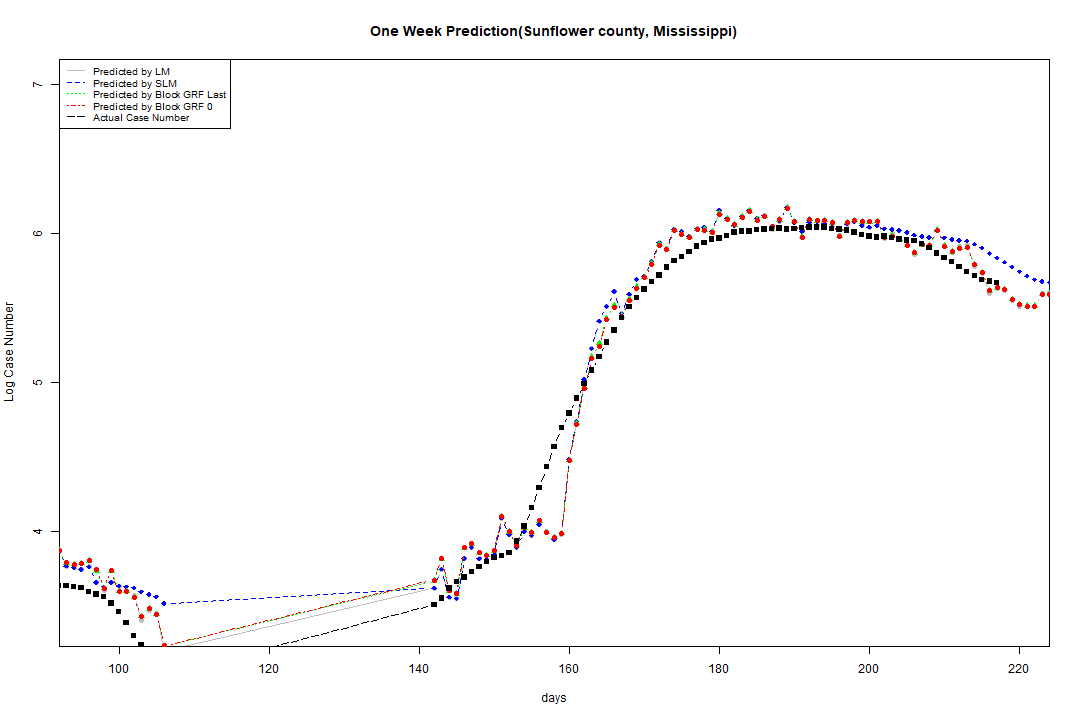 One Week Prediction(Sunflower county, Mississippi)
Predicted by LM
Predicted by SLM
Predicted by Block GRF Last
Predicted by Block GRF 0
Actual Case Number
7
6
5
4
Log Case Number
100 120 140 160 180 200 220
days